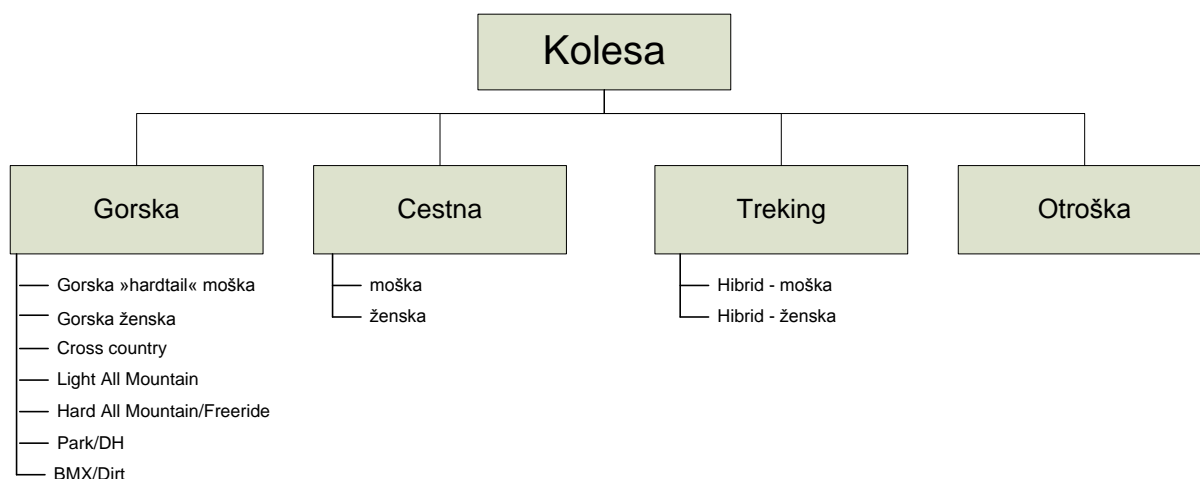 Kolesa
Gorska
Cestna
Treking
Otroška
Gorska »hardtail« moška
Gorska ženska
Cross country
Light All Mountain
Hard All Mountain/Freeride
Park/DH
BMX/Dirt
moška
ženska
Hibrid - moška
Hibrid - ženska